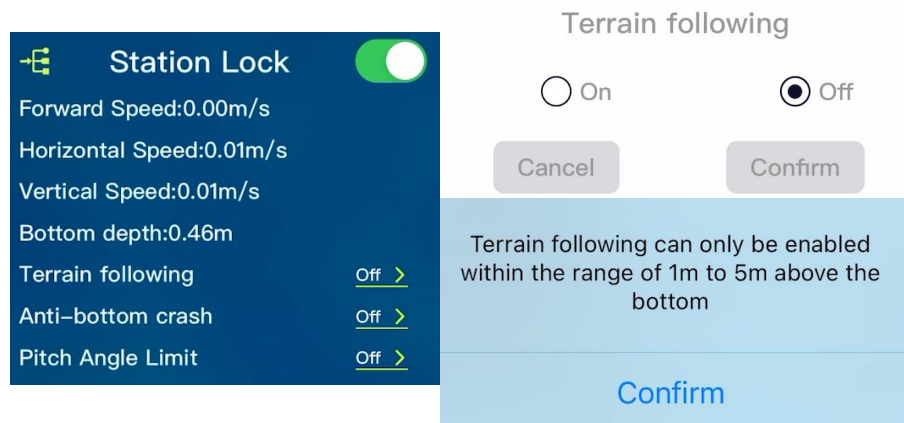 Station Lock
Forward Speed:0.00m/s
Horizontal Speed:0.01m/s
Vertical Speed:0.01m/s
Bottom depth:0.46m
Terrain following Off >
Anti-bottom crash Off >
Pitch Angle Limit Off >
Terrain following
On Off
Cancel Confirm
Terrain following can only be enabled
within the range of 1m to 5m above the
bottom
Confirm